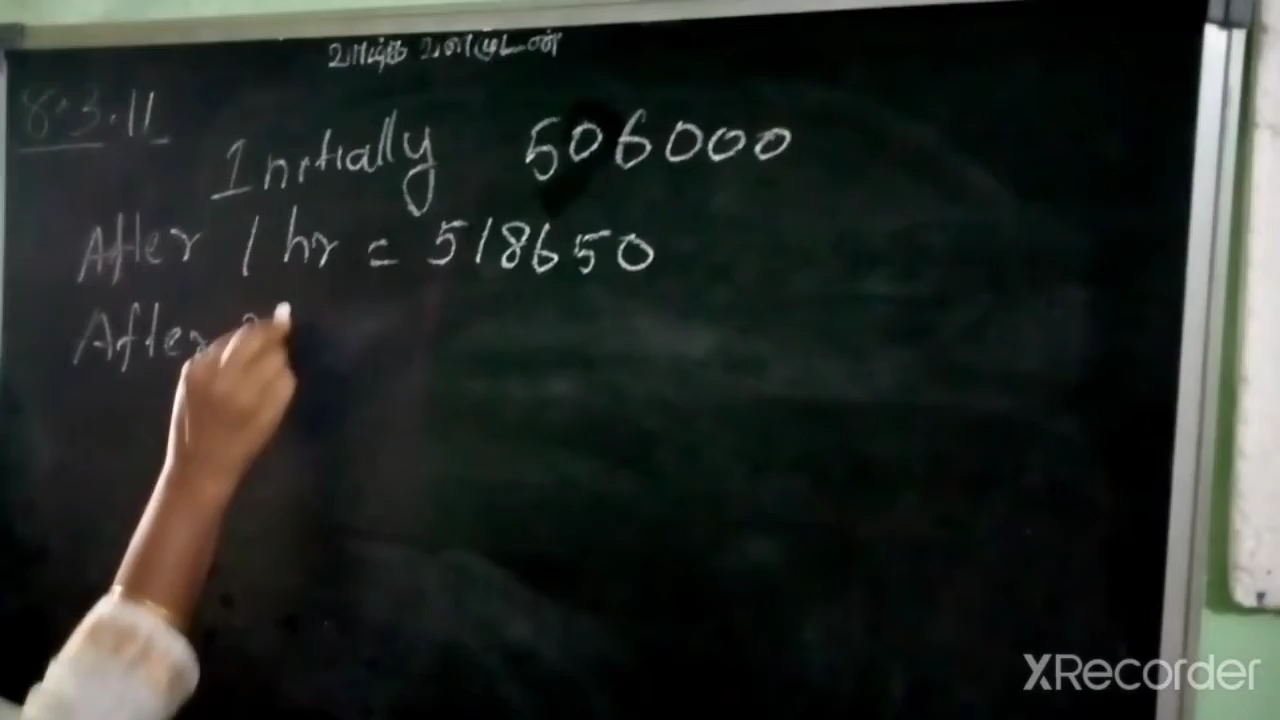 வாழ்க வளமுடன்
8.3.11
Initially 506000
After 1 hr = 518650
After
XRecorder